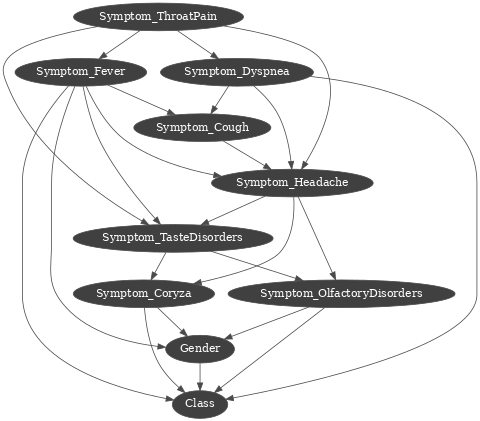 Symptom_ThroatPain
Symptom_Fever
Symptom_Dyspnea
Symptom_Cough
Symptom_Headache
Symptom_TasteDisorders
Symptom_Coryza
Symptom_OlfactoryDisorders
Gender
Class